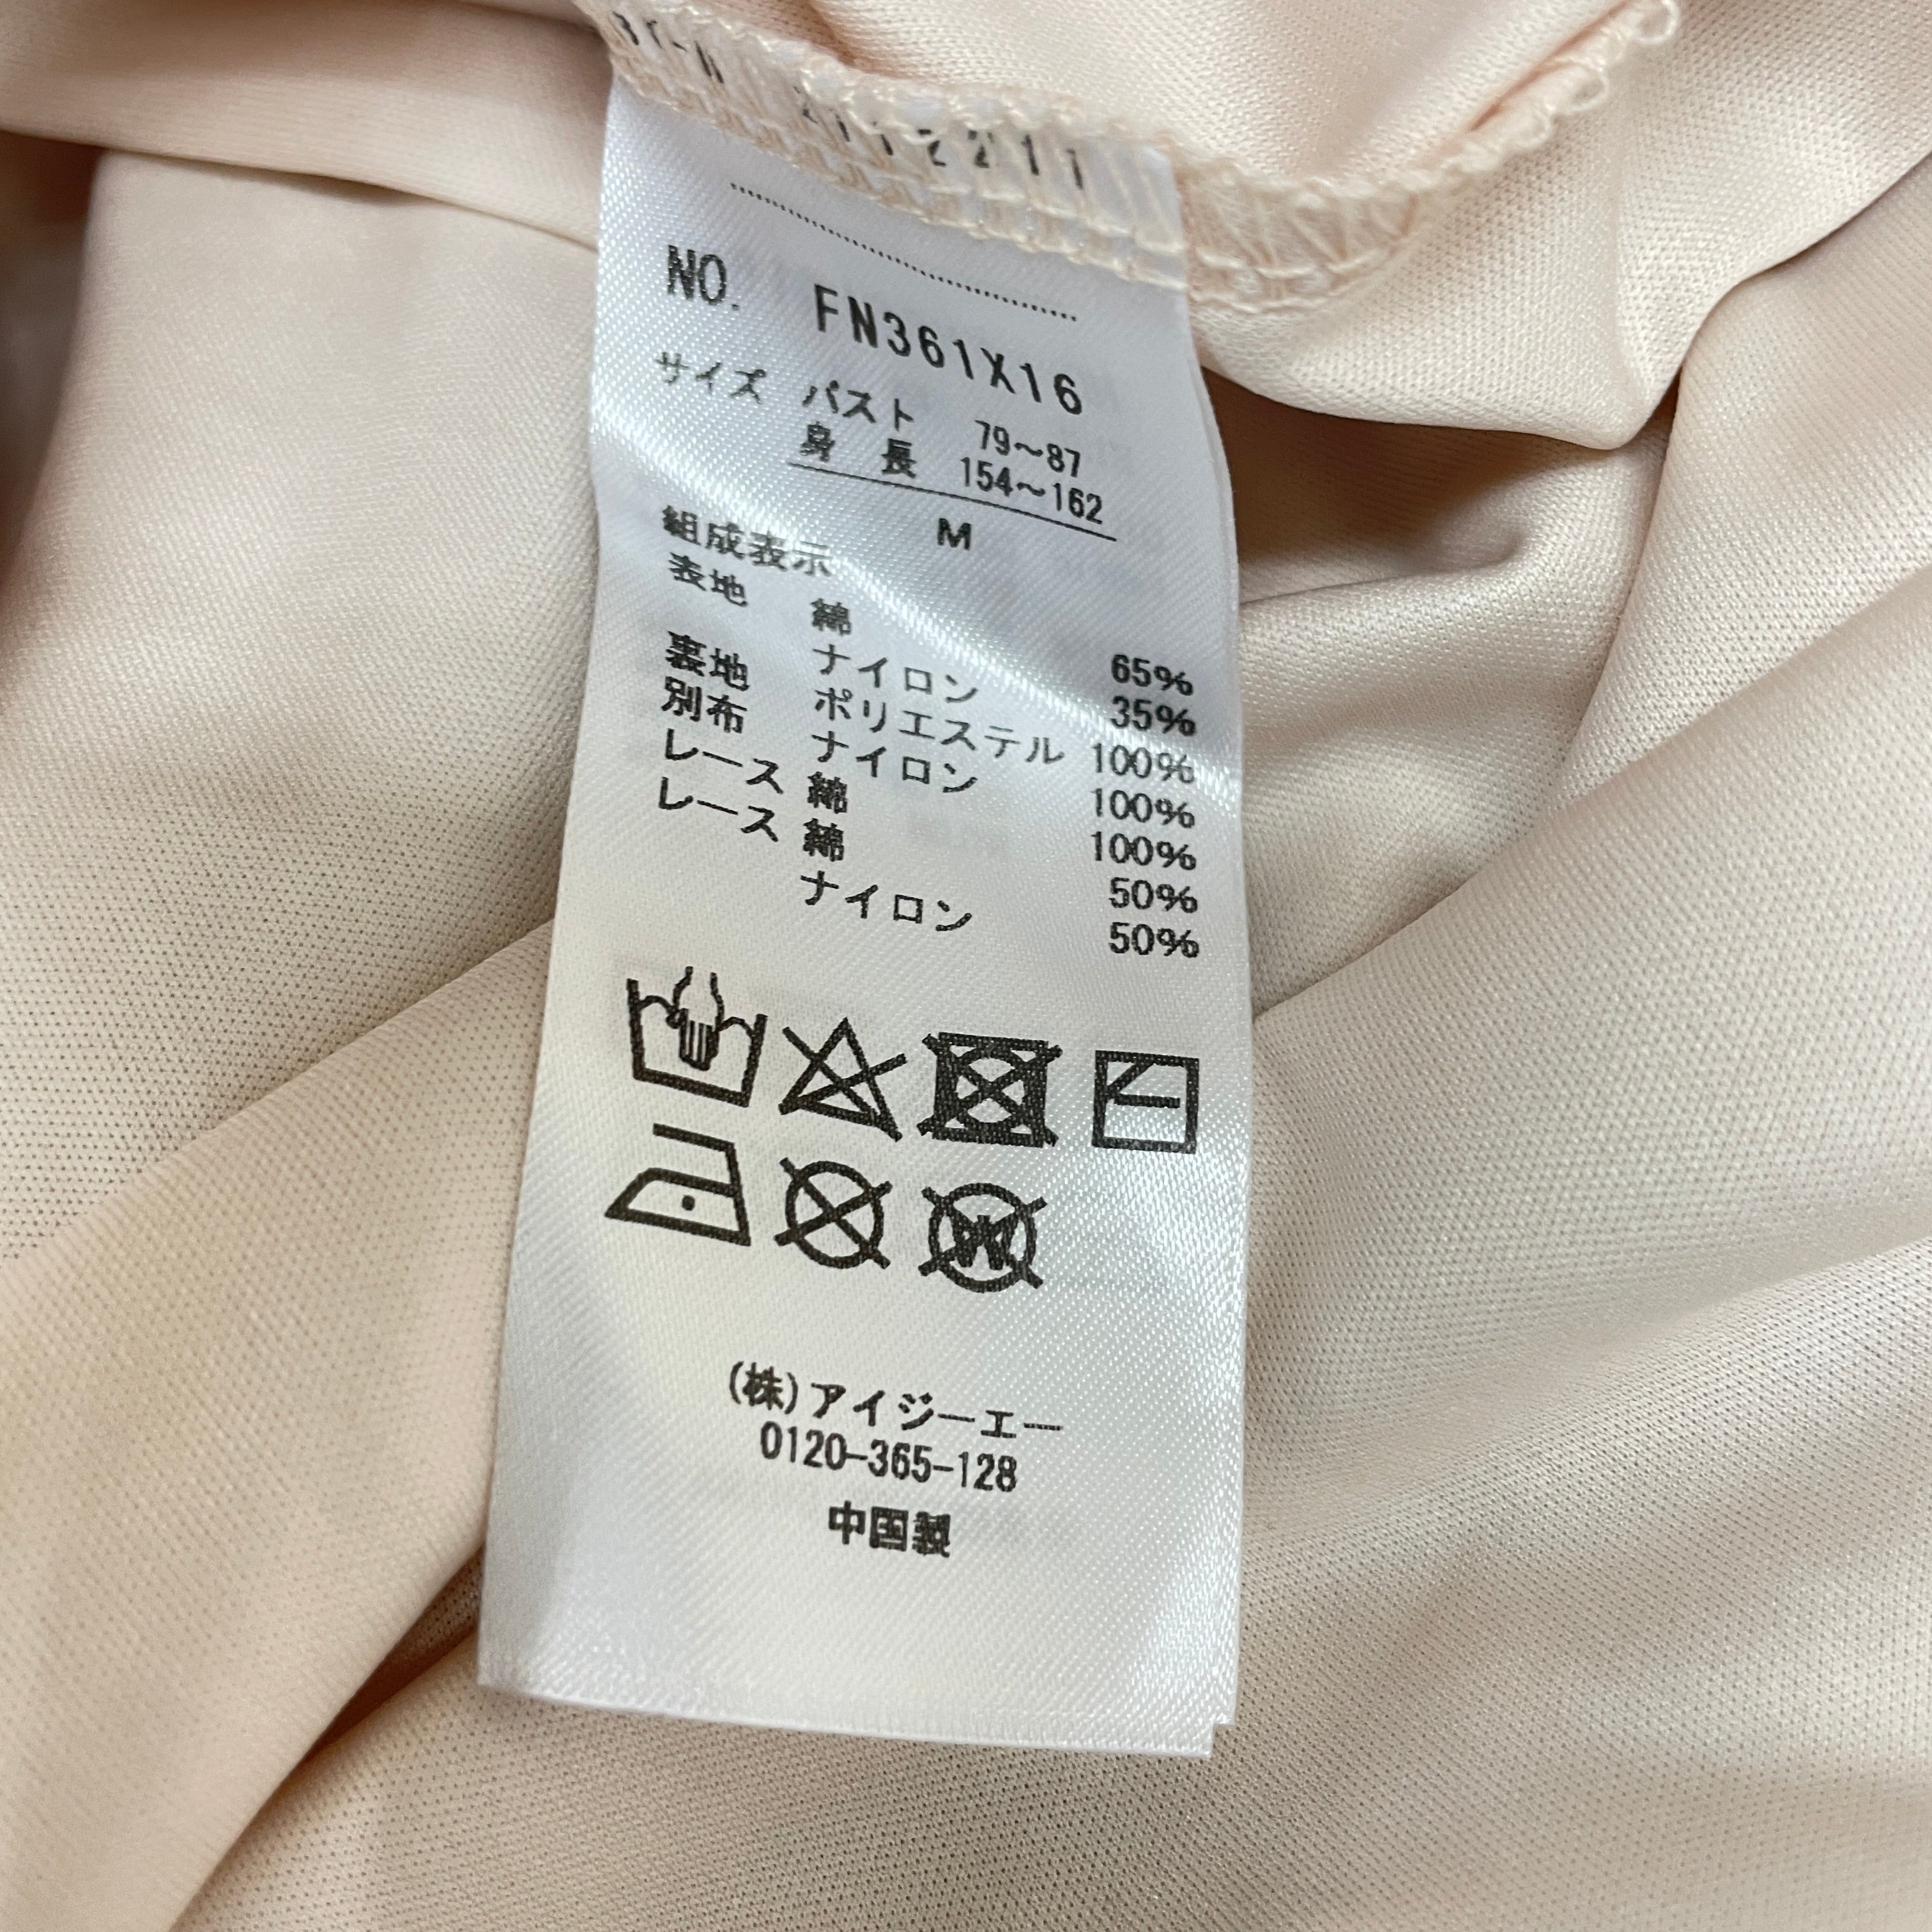 NO. FN361X16
サイズ バスト 79～87
身長 154～162
M
組成表示
表地 綿 65%
ナイロン 35%
裏地 ポリエステル 100%
別布 ナイロン 100%
レース 綿 100%
レース 綿 50%
ナイロン 50%
(株)アイジーエー
0120-365-128
中国製